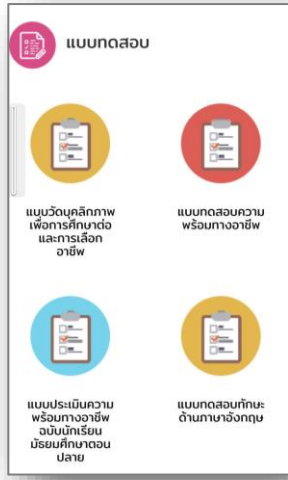 แบบทดสอบ
แบบวัดบุคลิกภาพ
เพื่อการศึกษาต่อ
และการเลือก
อาชีพ
แบบทดสอบความ
พร้อมทางอาชีพ
แบบประเมินความ
พร้อมทางอาชีพ
ฉบับนักเรียน
มัธยมศึกษาตอน
ปลาย
แบบทดสอบทักษะ
ด้านภาษาอังกฤษ